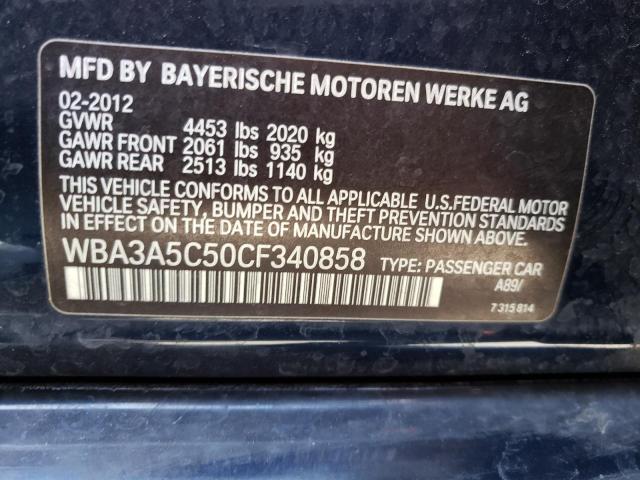 MFD BY BAYERISCHE MOTOREN WERKE AG
02-2012
GVWR 4453 lbs 2020 kg
GAWR FRONT 2061 lbs 935 kg
GAWR REAR 2513 lbs 1140 kg
THIS VEHICLE CONFORMS TO ALL APPLICABLE U.S.FEDERAL MOTOR
VEHICLE SAFETY, BUMPER AND THEFT PREVENTION STANDARDS
IN EFFECT ON THE DATE OF MANUFACTURE SHOWN ABOVE.
WBA3A5C50CF340858 TYPE: PASSENGER CAR
A89/
7 315 814